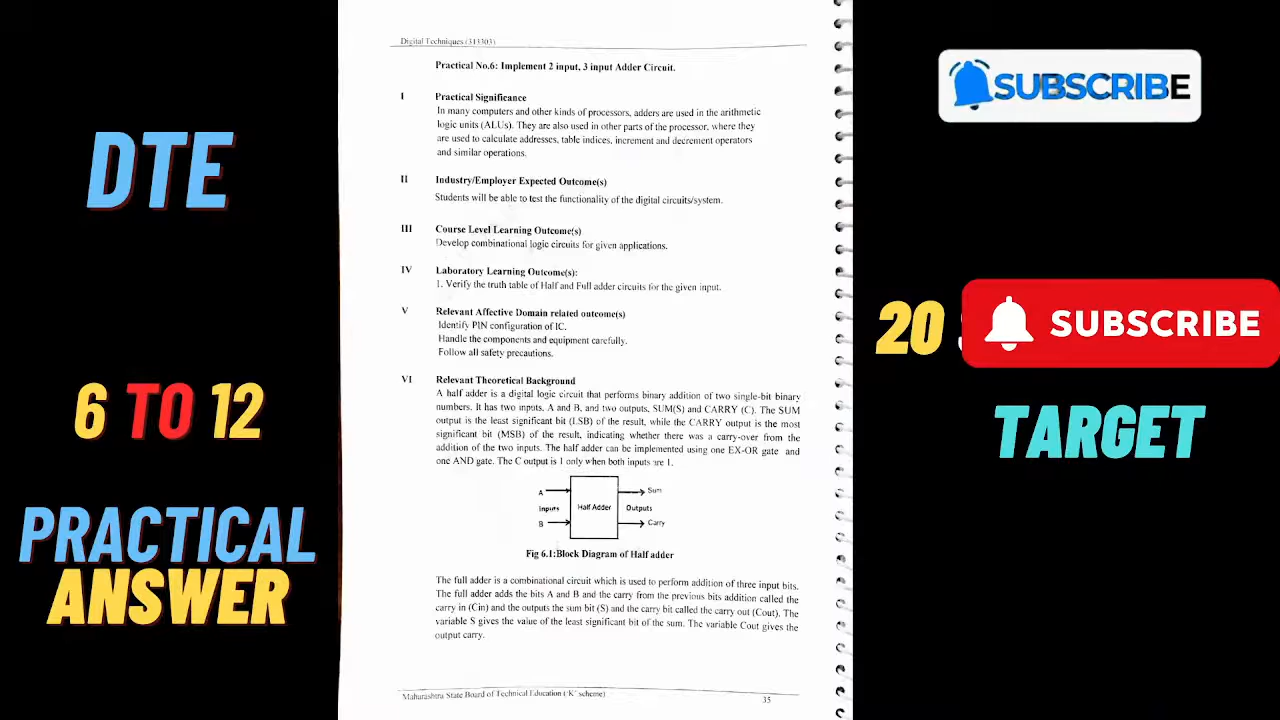 DTE
6 TO 12
PRACTICAL
ANSWER
Digital Techniques (313303)
Practical No.6: Implement 2 input, 3 input Adder Circuit.
I Practical Significance
In many computers and other kinds of processors, adders are used in the arithmetic
logic units (ALUs). They are also used in other parts of the processor, where they
are used to calculate addresses, table indices, increment and decrement operators
and similar operations.
II Industry/Employer Expected Outcome(s)
Students will be able to test the functionality of the digital circuits/system.
III Course Level Learning Outcome(s)
Develop combinational logic circuits for given applications.
IV Laboratory Learning Outcome(s):
1. Verify the truth table of Half and Full adder circuits for the given input.
V Relevant Affective Domain related outcome(s)
Identify PIN configuration of IC.
Handle the components and equipment carefully.
Follow all safety precautions.
VI Relevant Theoretical Background
A half adder is a digital logic circuit that performs binary addition of two single-bit binary
numbers. It has two inputs, A and B, and two outputs, SUM(S) and CARRY (C). The SUM
output is the least significant bit (LSB) of the result, while the CARRY output is the most
significant bit (MSB) of the result, indicating whether there was a carry-over from the
addition of the two inputs. The half adder can be implemented using one EX-OR gate and
one AND gate. The C output is 1 only when both inputs are 1.
A Sum
Inputs Half Adder Outputs
B Carry
Fig 6.1:Block Diagram of Half adder
The full adder is a combinational circuit which is used to perform addition of three input bits.
The full adder adds the bits A and B and the carry from the previous bits addition called the
carry in (Cin) and the outputs the sum bit (S) and the carry bit called the carry out (Cout). The
variable S gives the value of the least significant bit of the sum. The variable Cout gives the
output carry.
Maharashtra State Board of Technical Education ('K' scheme)
35
SUBSCRIBE
20
SUBSCRIBE
TARGET